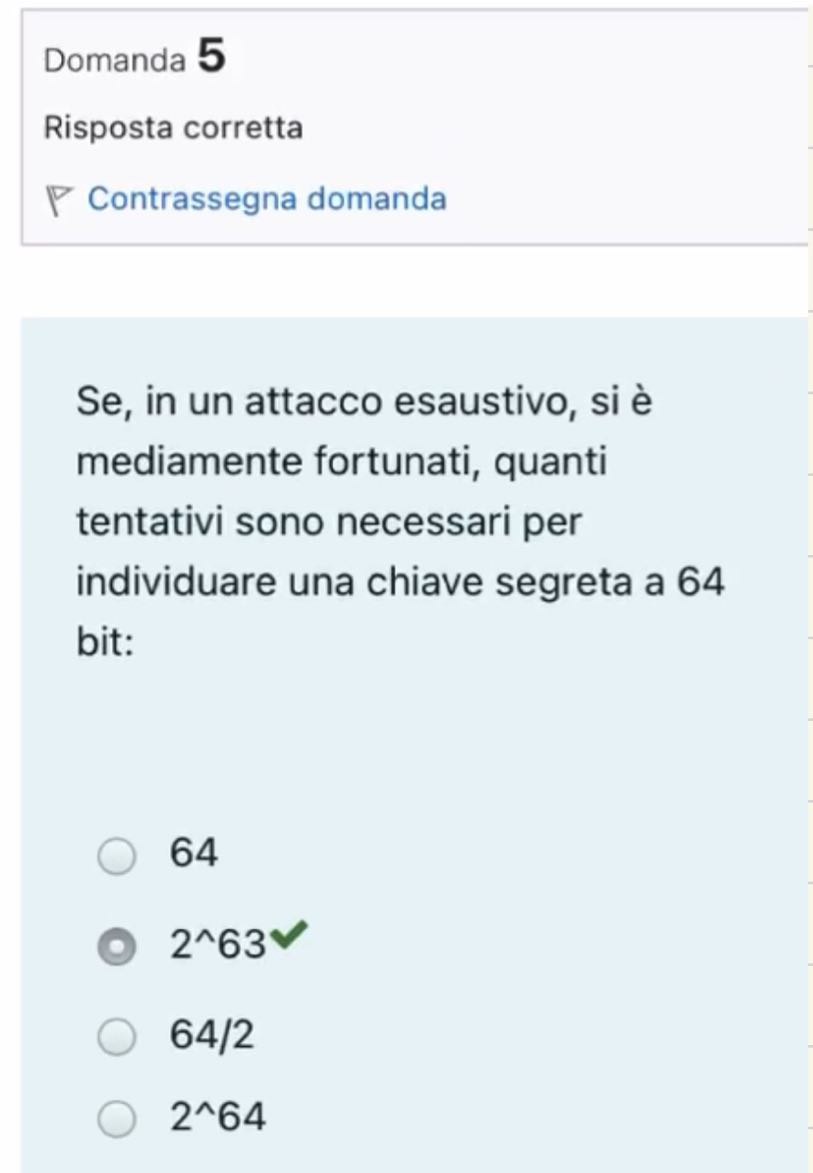 Domanda 5
Risposta corretta
Contrassegna domanda
Se, in un attacco esaustivo, si è
mediamente fortunati, quanti
tentativi sono necessari per
individuare una chiave segreta a 64
bit:
64
2^63
64/2
2^64